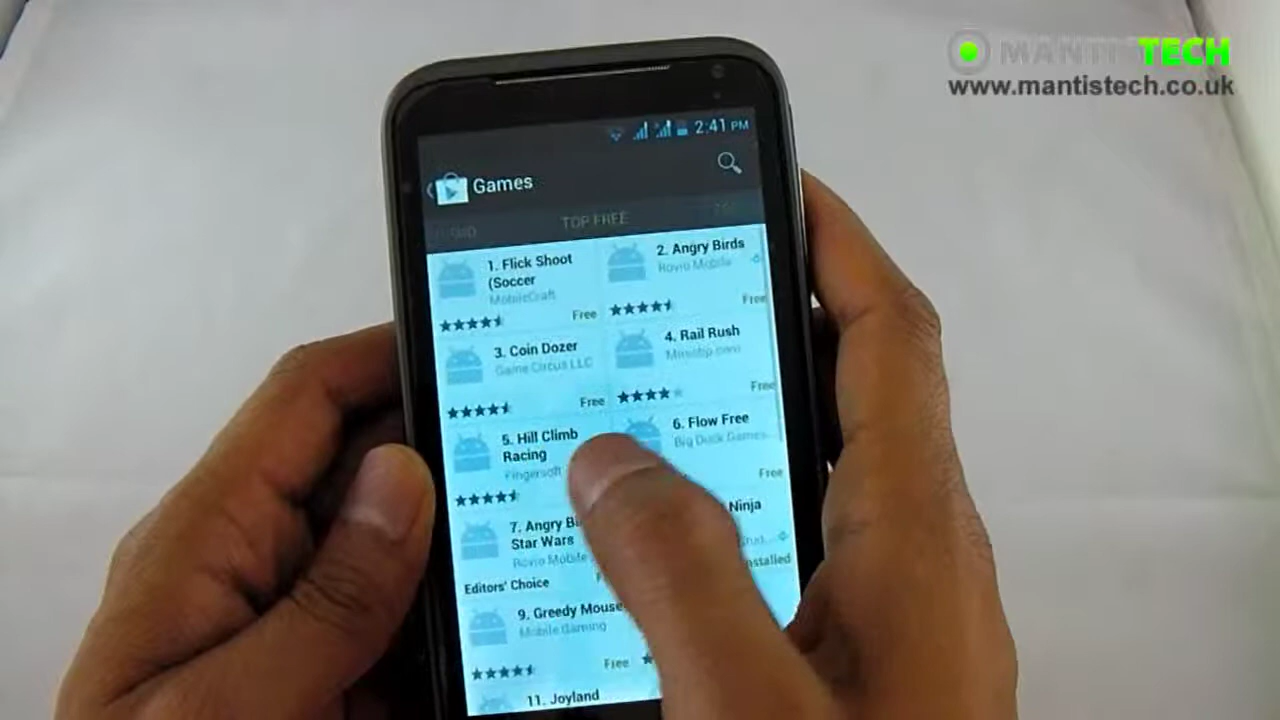 MANTISTECH
www.mantistech.co.uk
2:41 PM
Games
TOP FREE
1. Flick Shoot
(Soccer
MobileCraft
Free
2. Angry Birds
Rovio Mobile
Free
3. Coin Dozer
Game Circus LLC
Free
4. Rail Rush
Miniclip.com
Free
5. Hill Climb
Racing
Fingersoft
6. Flow Free
Big Duck Games...
Free
7. Angry Bi
Star Wars
Rovio Mobile
Editors' Choice
Ninja
9. Greedy Mouse
Mobile Gaming
Free
11. Joyland